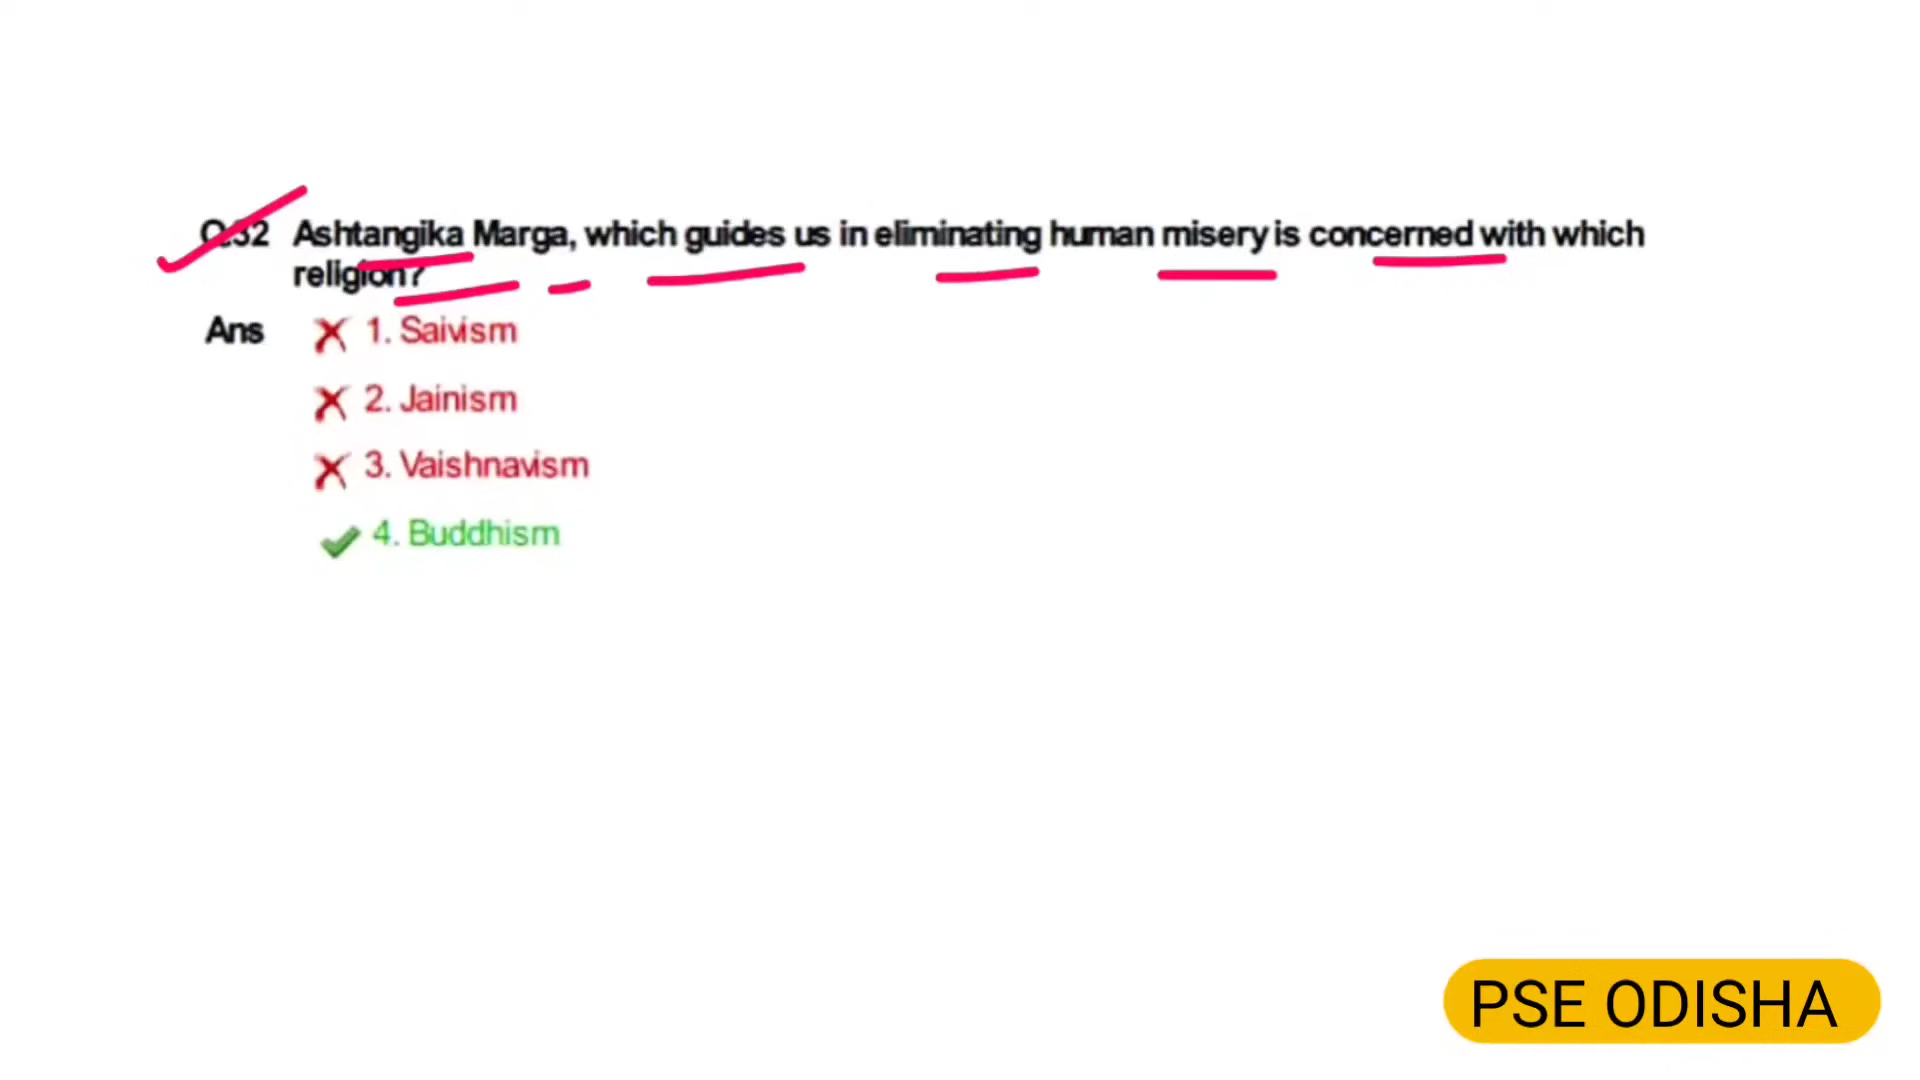 Q.32 Ashtangika Marga, which guides us in eliminating human misery is concerned with which
religion?
Ans 1. Saivism
2. Jainism
3. Vaishnavism
4. Buddhism
PSE ODISHA